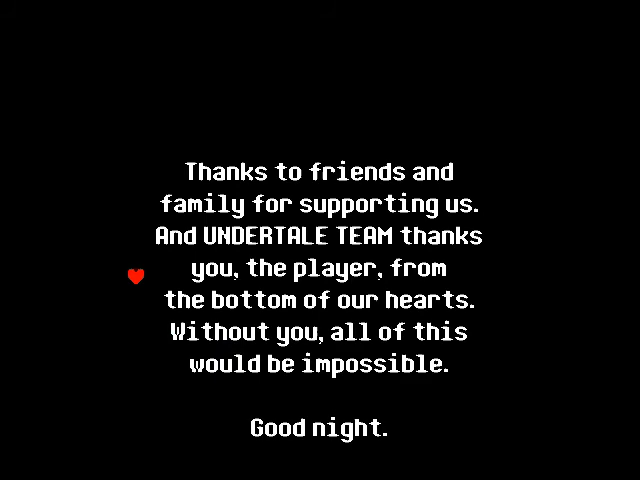 Thanks to friends and
family for supporting us.
And UNDERTALE TEAM thanks
you, the player, from
the bottom of our hearts.
Without you, all of this
would be impossible.
Good night.